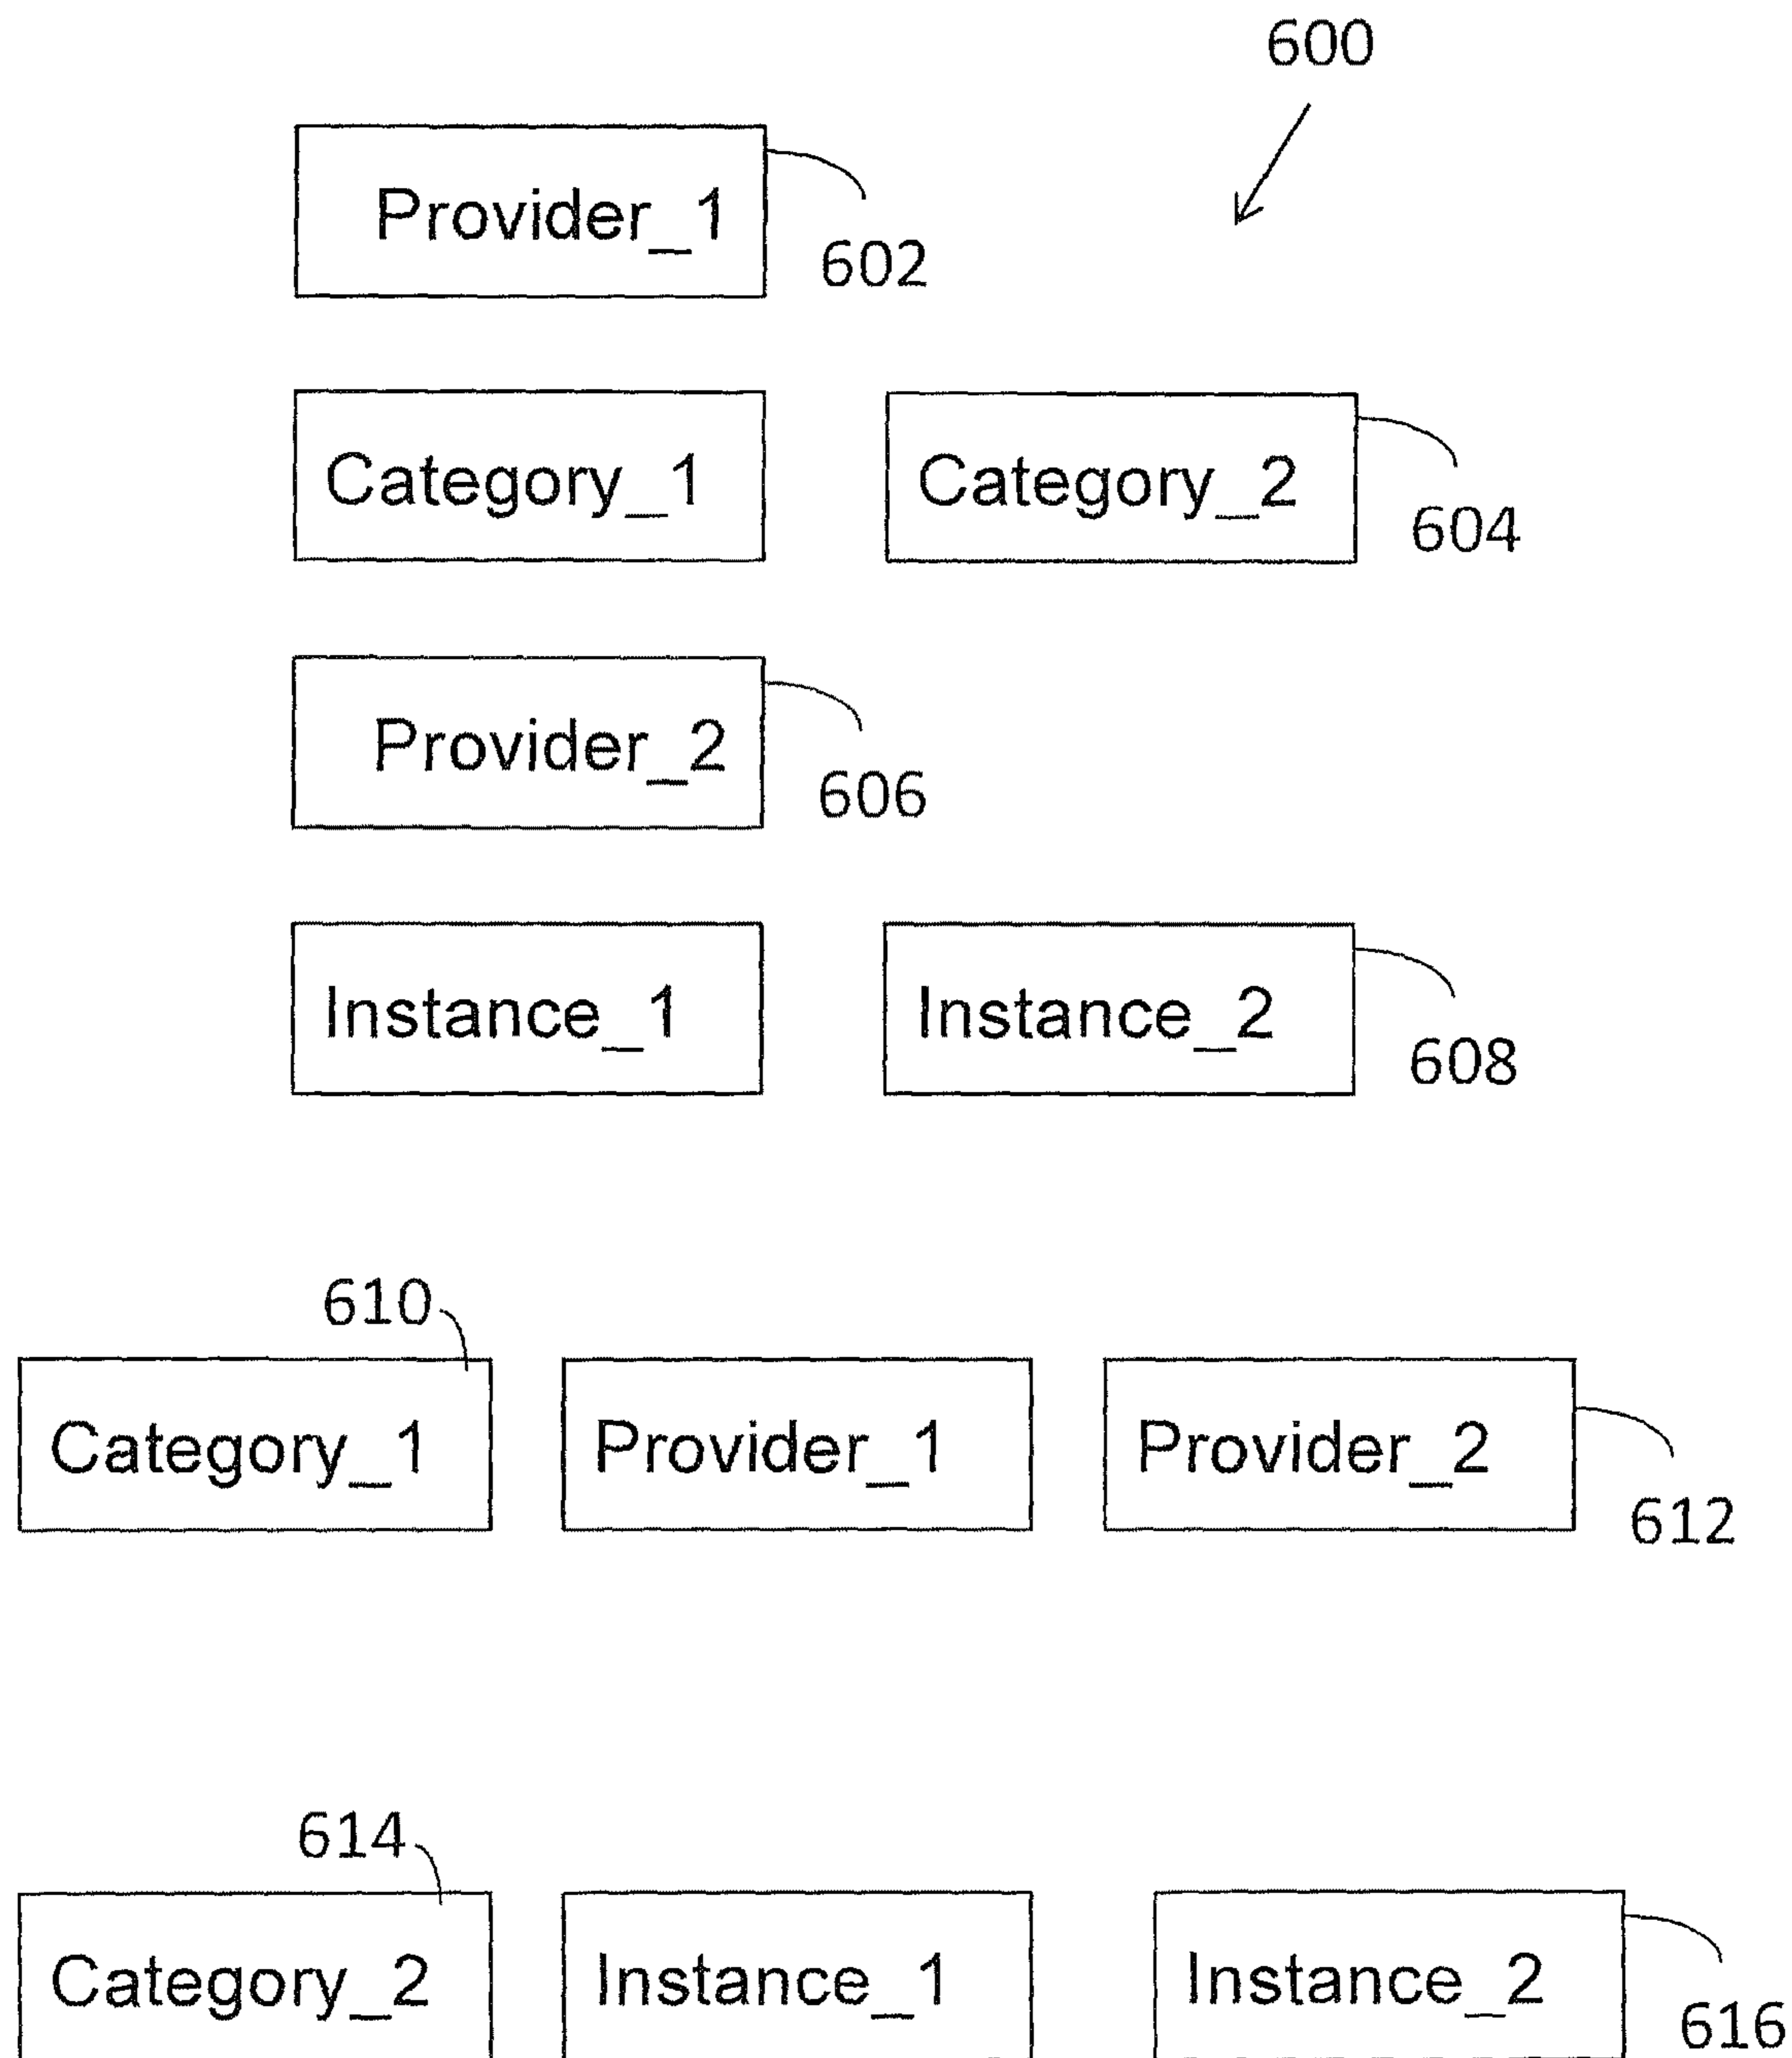 600
Provider_1
602
Category_1 Category_2
604
Provider_2
606
Instance_1 Instance_2
608
610
Category_1 Provider_1 Provider_2
612
614
Category_2 Instance_1 Instance_2
616